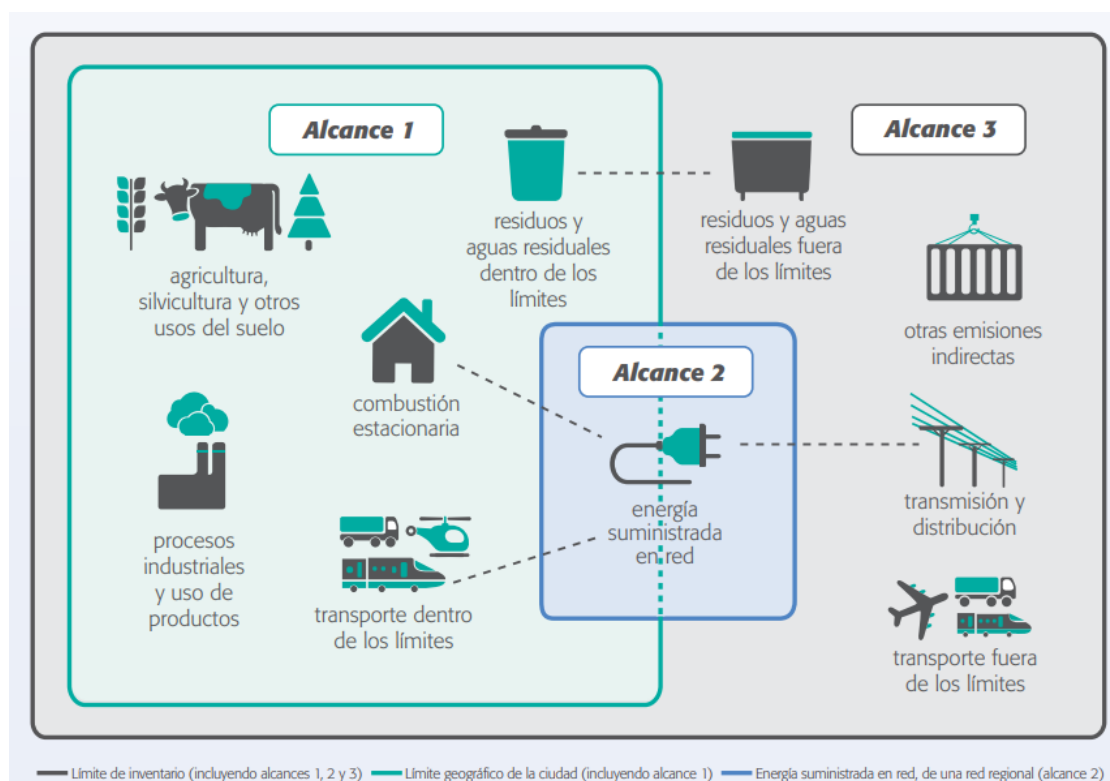 Alcance 1
Alcance 3
residuos y
aguas residuales
dentro de los
límites
residuos y aguas
residuales fuera
de los límites
agricultura,
silvicultura y otros
usos del suelo
otras emisiones
indirectas
Alcance 2
combustión
estacionaria
energía
suministrada
en red
transmisión y
distribución
procesos
industriales
y uso de
productos
transporte dentro
de los límites
transporte fuera
de los límites
Límite de inventario (incluyendo alcances 1, 2 y 3)
Límite geográfico de la ciudad (incluyendo alcance 1)
Energía suministrada en red, de una red regional (alcance 2)